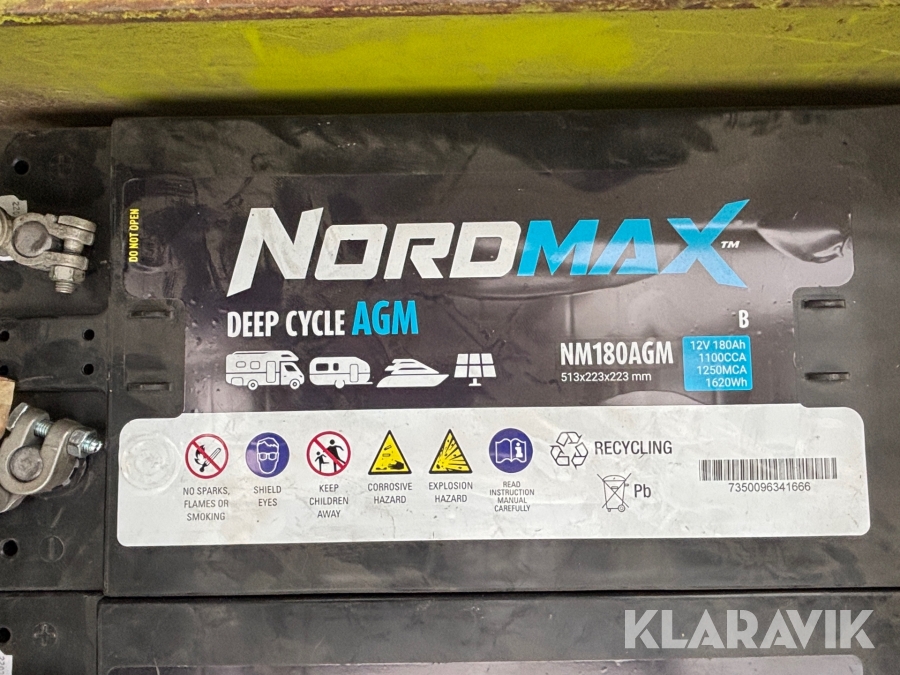 DO NOT OPEN
NORDMAX™
DEEP CYCLE AGM
B
NM180AGM
513x223x223 mm
12V 180Ah
1100CCA
1250MCA
1620Wh
NO SPARKS,
FLAMES OR
SMOKING
SHIELD
EYES
KEEP
CHILDREN
AWAY
CORROSIVE
HAZARD
EXPLOSION
HAZARD
READ
INSTRUCTION
MANUAL
CAREFULLY
RECYCLING
Pb
7350096341666
KLARAVIK